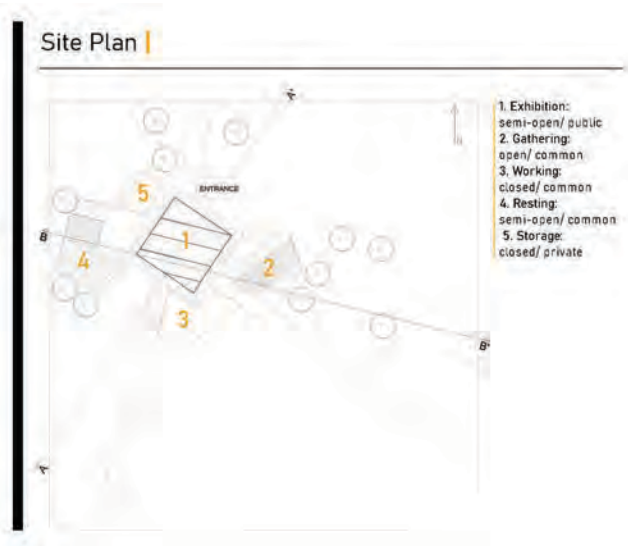 Site Plan
A'
N
1. Exhibition:
semi-open/ public
2. Gathering:
open/ common
3. Working:
closed/ common
4. Resting:
semi-open/ common
5. Storage:
closed/ private
5
ENTRANCE
B
1
4
2
3
B'
A